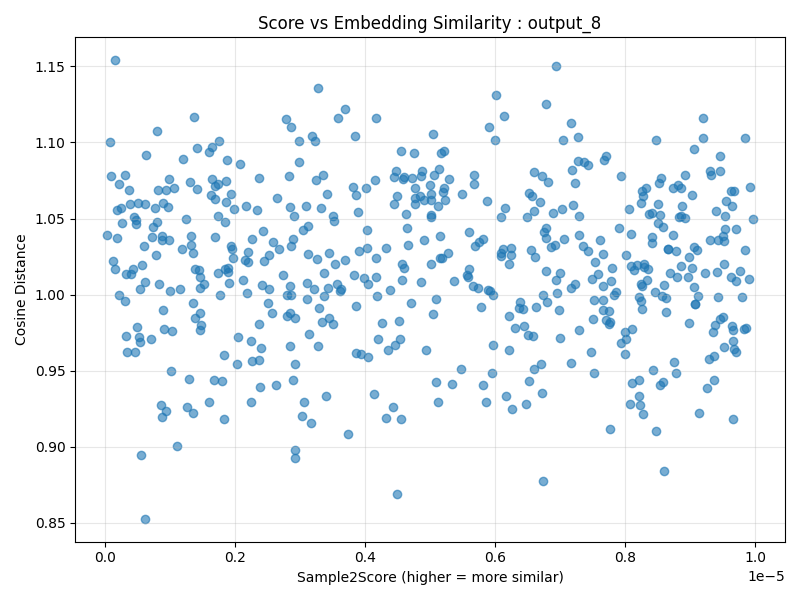 Score vs Embedding Similarity : output_8
1.15
1.10
1.05
1.00
0.95
0.90
0.85
Cosine Distance
0.0 0.2 0.4 0.6 0.8 1.0
1e−5
Sample2Score (higher = more similar)